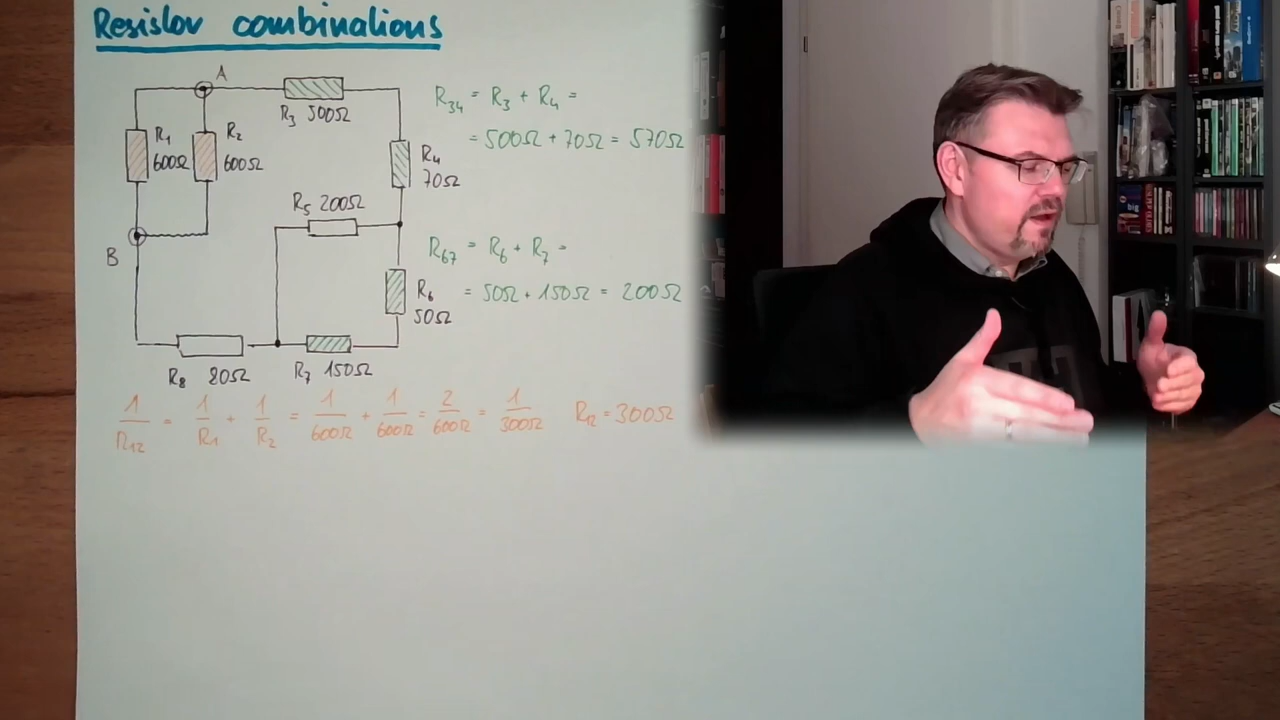 Resistor combinations
A
R3 500Ω
R1
600Ω
R2
600Ω
R4
70Ω
R5 200Ω
B
R6
50Ω
R8 80Ω
R7 150Ω
R34 = R3 + R4 =
= 500Ω + 70Ω = 570Ω
R67 = R6 + R7 =
= 50Ω + 150Ω = 200Ω
1/R12 = 1/R1 + 1/R2 = 1/600Ω + 1/600Ω = 2/600Ω = 1/300Ω R12 = 300Ω
big